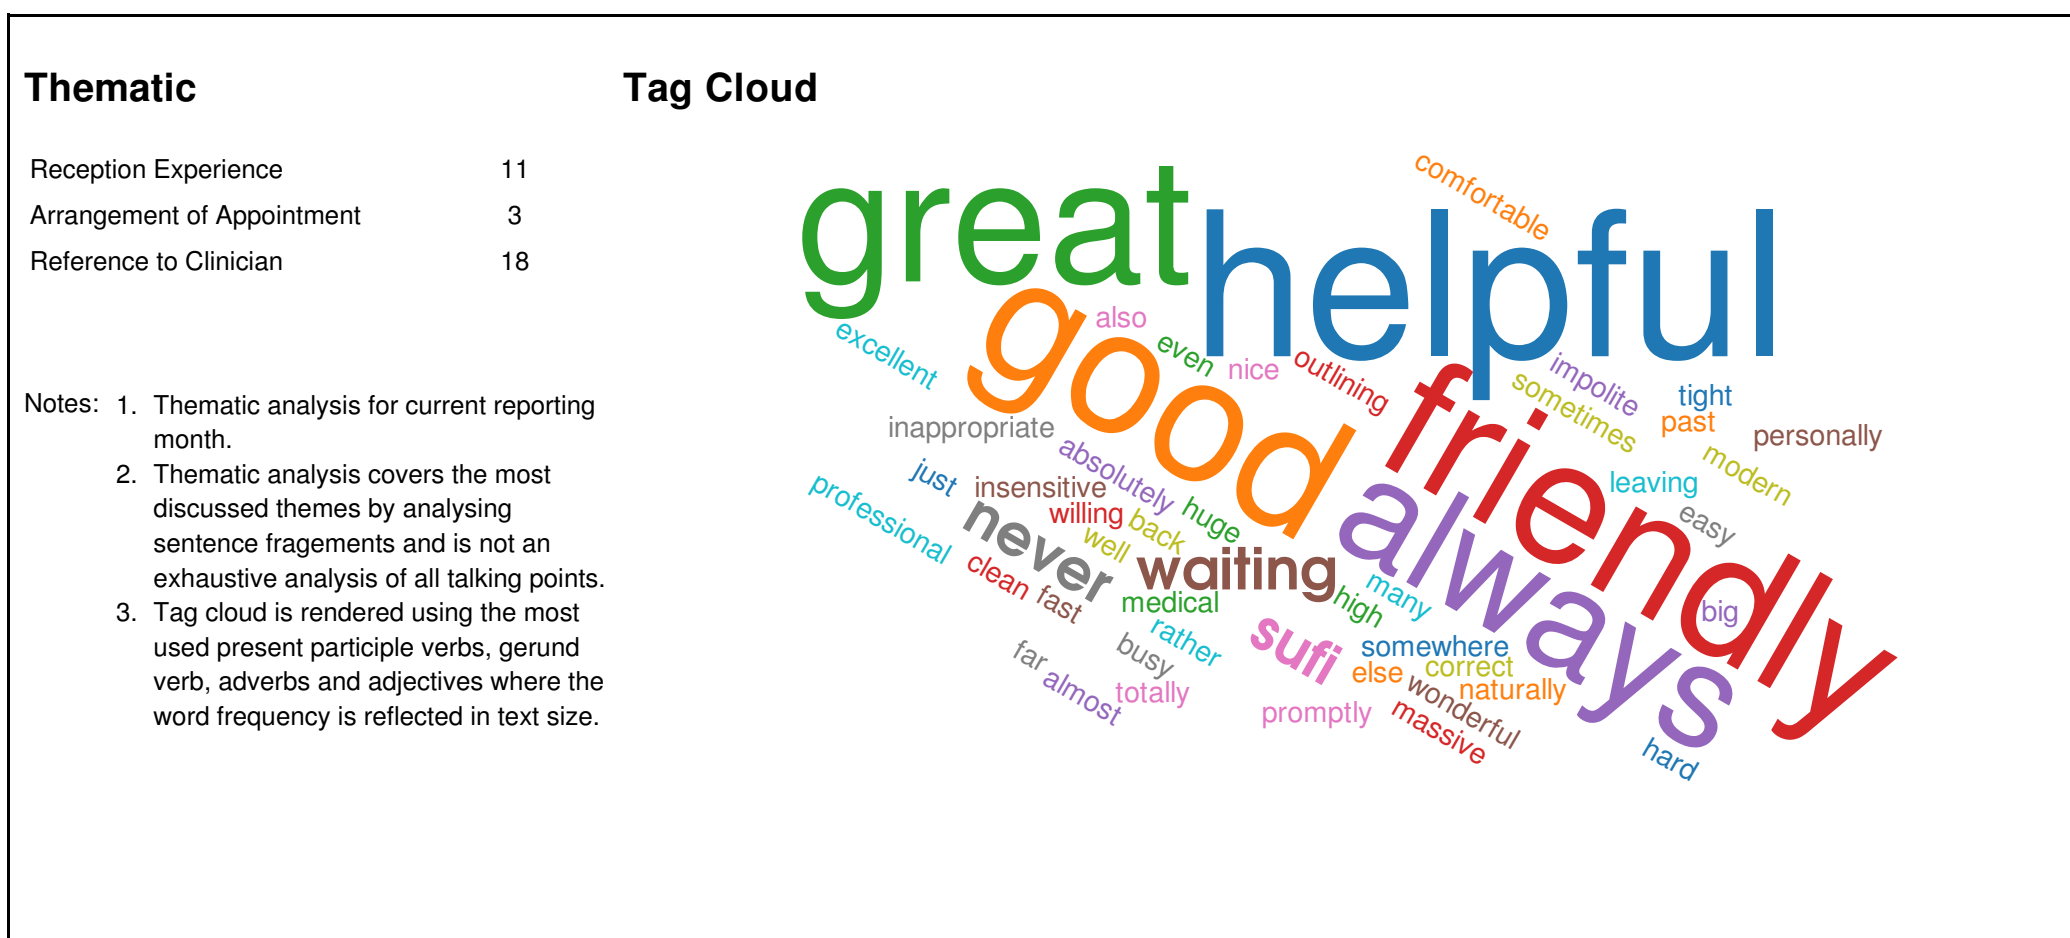 Thematic
Reception Experience 11
Arrangement of Appointment 3
Reference to Clinician 18
Notes: 1. Thematic analysis for current reporting
month.
2. Thematic analysis covers the most
discussed themes by analysing
sentence fragements and is not an
exhaustive analysis of all talking points.
3. Tag cloud is rendered using the most
used present participle verbs, gerund
verb, adverbs and adjectives where the
word frequency is reflected in text size.
Tag Cloud
comfortable
great
helpful
good
also
excellent
even
nice
outlining
impolite
sometimes
tight
past
personally
friendly
inappropriate
absolutely
modern
just
insensitive
leaving
always
professional
willing
back
huge
easy
never
well
waiting
clean
fast
medical
high
many
big
rather
busy
sufi
somewhere
correct
far
almost
totally
else
wonderful
naturally
promptly
massive
hard